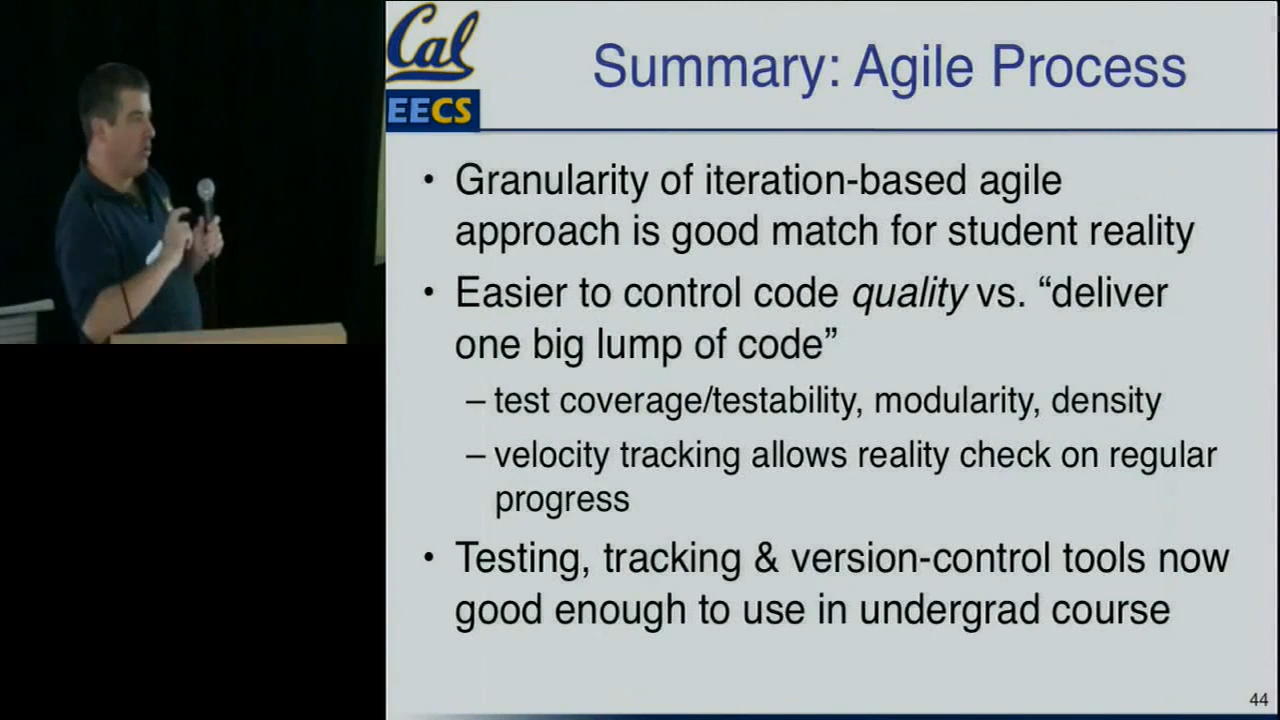 Cal
EECS
Summary: Agile Process
• Granularity of iteration-based agile
approach is good match for student reality
• Easier to control code quality vs. “deliver
one big lump of code”
– test coverage/testability, modularity, density
– velocity tracking allows reality check on regular
progress
• Testing, tracking & version-control tools now
good enough to use in undergrad course
44